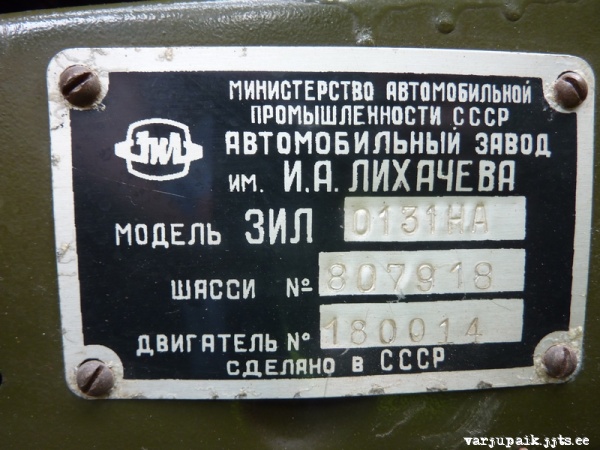 МИНИСТЕРСТВО АВТОМОБИЛЬНОЙ
ПРОМЫШЛЕННОСТИ СССР
ЗИЛ
АВТОМОБИЛЬНЫЙ ЗАВОД
ИМ. И.А. ЛИХАЧЕВА
МОДЕЛЬ ЗИЛ 0131НА
ШАССИ № 807918
ДВИГАТЕЛЬ № 180014
СДЕЛАНО В СССР
varjupaik.jjts.ee